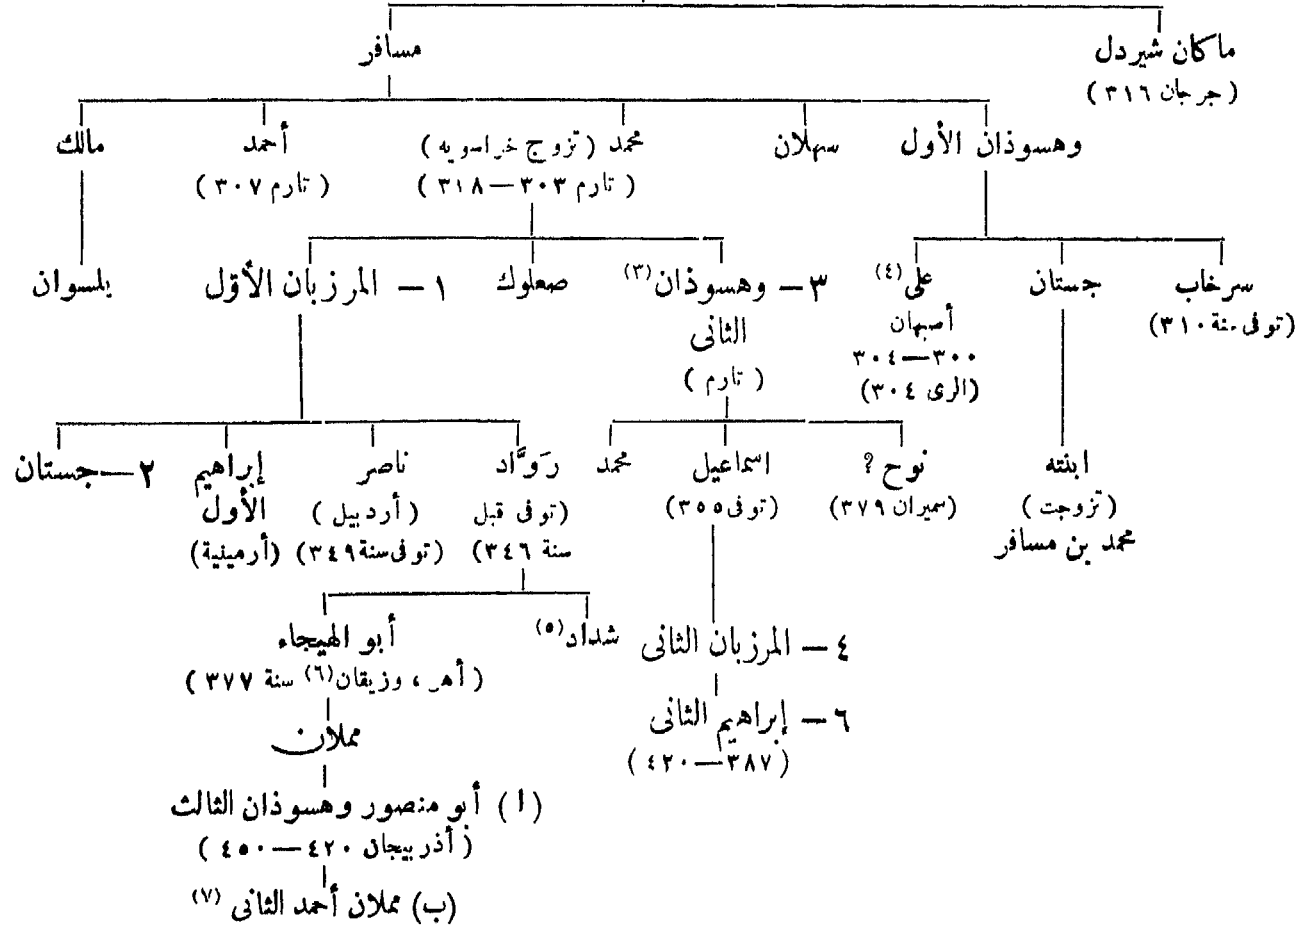 ماكان شيردل
(جرجان ٣١٦)
مسافر
وهسوذان الأول
سهلان
محمد (تزوج خراسويه)
(تارم ٣٠٣—٣١٨)
أحمد
(تارم ٣٠٧)
مالك
سرخاب
(توفى سنة ٣١٠)
جستان
على (٤)
أصبهان
٣٠٠—٣٠٤
(الرى ٣٠٤)
٣ — وهسوذان (٣)
الثانى
(تارم)
صعلوك
١ — المرزبان الأوّل
بلسوان
ابنته
(تزوجت)
محمد بن مسافر
نوح ؟
(سميران ٣٧٩)
اسماعيل
(توفى ٣٥٥)
محمد
روَّاد
(توفى قبل
سنة ٣٤٦)
ناصر
(أردبيل)
(توفى سنة ٣٤٩)
إبراهيم
الأول
(أرمينية)
٢ — جستان
٤ — المرزبان الثانى
شداد (٥)
أبو الهيجاء
(أهر ، وزيقان (٦) سنة ٣٧٧)
٦ — إبراهيم الثانى
(٣٨٧—٤٢٠)
مملان
(ا) أبو منصور وهسوذان الثالث
(أذربيجان ٤٢٠—٤٥٠)
(ب) مملان أحمد الثانى (٧)